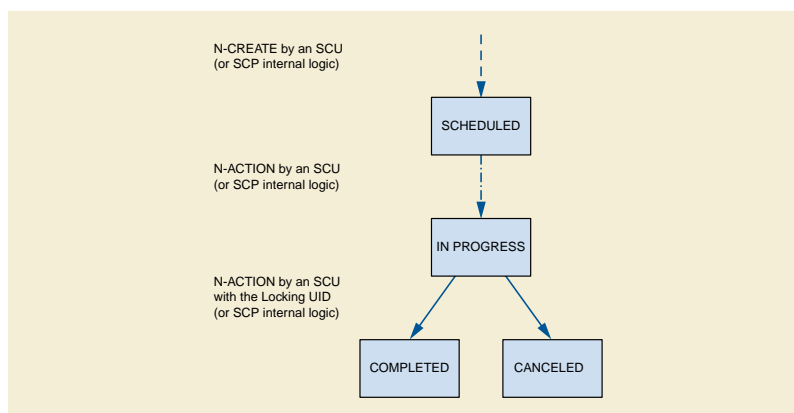 N-CREATE by an SCU
(or SCP internal logic)
SCHEDULED
N-ACTION by an SCU
(or SCP internal logic)
IN PROGRESS
N-ACTION by an SCU
with the Locking UID
(or SCP internal logic)
COMPLETED
CANCELED